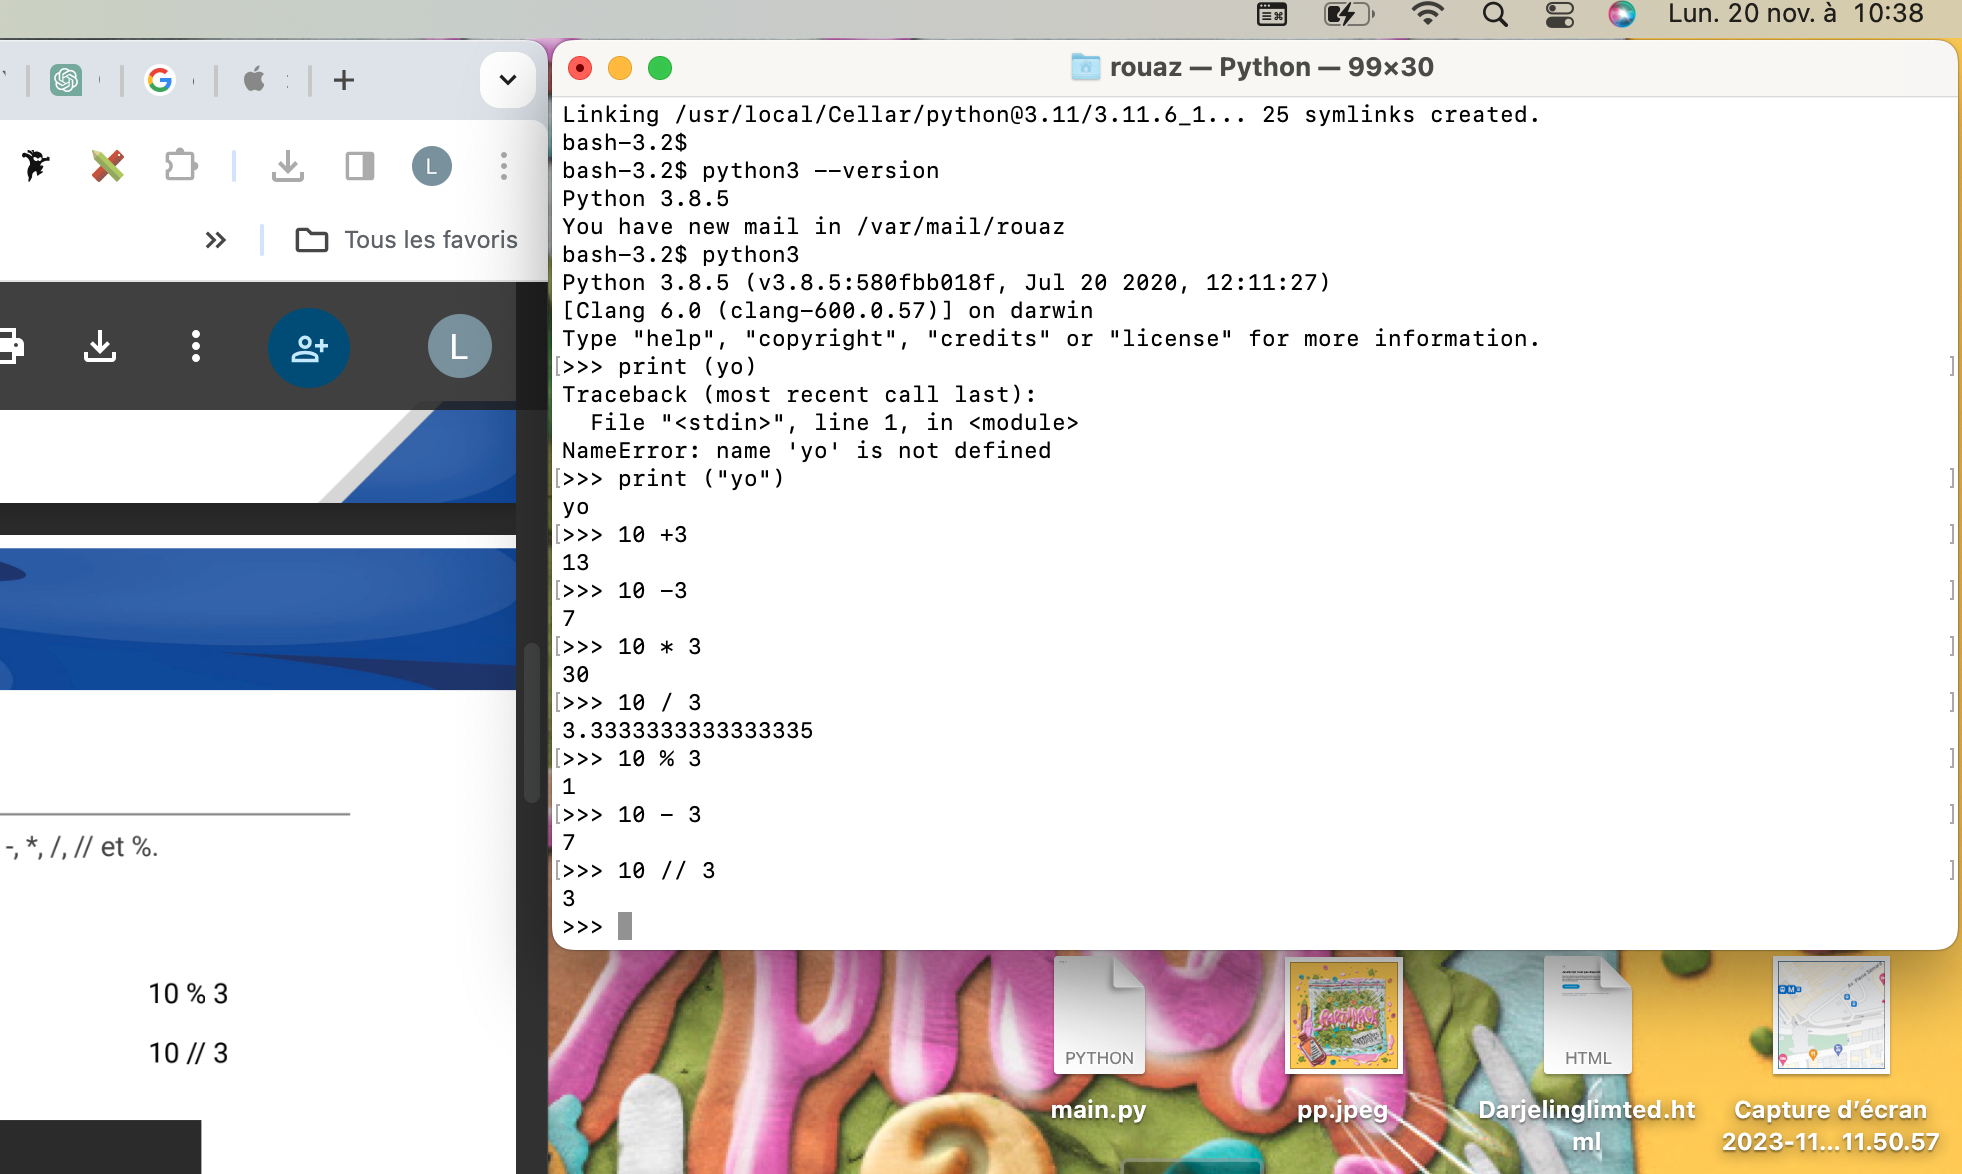 Lun. 20 nov. à 10:38
L
Tous les favoris
L
-, *, /, // et %.
10 % 3
10 // 3
rouaz — Python — 99×30
Linking /usr/local/Cellar/python@3.11/3.11.6_1... 25 symlinks created.
bash-3.2$
bash-3.2$ python3 --version
Python 3.8.5
You have new mail in /var/mail/rouaz
bash-3.2$ python3
Python 3.8.5 (v3.8.5:580fbb018f, Jul 20 2020, 12:11:27)
[Clang 6.0 (clang-600.0.57)] on darwin
Type "help", "copyright", "credits" or "license" for more information.
[>>> print (yo) ]
Traceback (most recent call last):
  File "<stdin>", line 1, in <module>
NameError: name 'yo' is not defined
[>>> print ("yo") ]
yo
[>>> 10 +3 ]
13
[>>> 10 -3 ]
7
[>>> 10 * 3 ]
30
[>>> 10 / 3 ]
3.3333333333333335
[>>> 10 % 3 ]
1
[>>> 10 - 3 ]
7
[>>> 10 // 3 ]
3
>>>
PYTHON
HTML
main.py
pp.jpeg
Darjelinglimted.ht
ml
Capture d'écran
2023-11...11.50.57